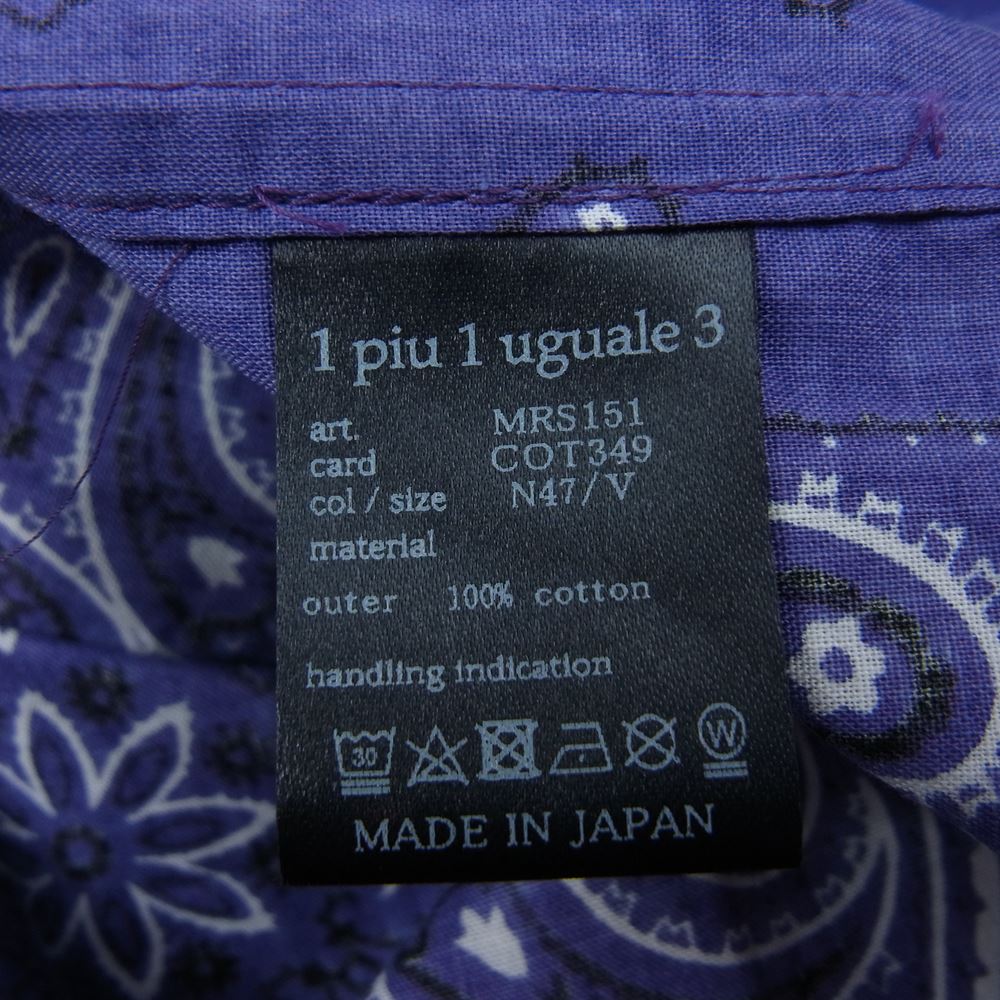 1 piu 1 uguale 3
art. MRS151
card COT349
col / size N47/V
material
outer 100% cotton
handling indication
30 W
MADE IN JAPAN